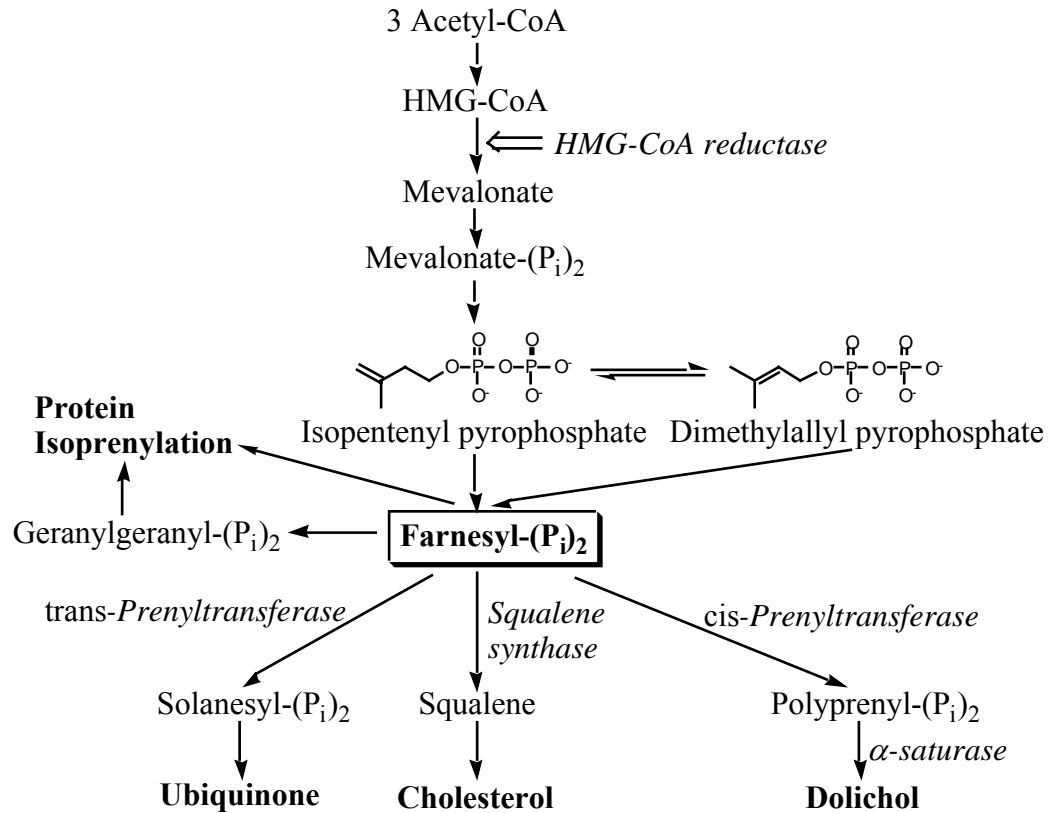 3 Acetyl-CoA
HMG-CoA
HMG-CoA reductase
Mevalonate
Mevalonate-(Pi)2
O O
O-P-O-P-O-
O- O-
O O
O-P-O-P-O-
O- O-
Isopentenyl pyrophosphate
Dimethylallyl pyrophosphate
Protein
Isoprenylation
Geranylgeranyl-(Pi)2
Farnesyl-(Pi)2
trans-Prenyltransferase
Squalene
synthase
cis-Prenyltransferase
Solanesyl-(Pi)2
Squalene
Polyprenyl-(Pi)2
α-saturase
Ubiquinone
Cholesterol
Dolichol